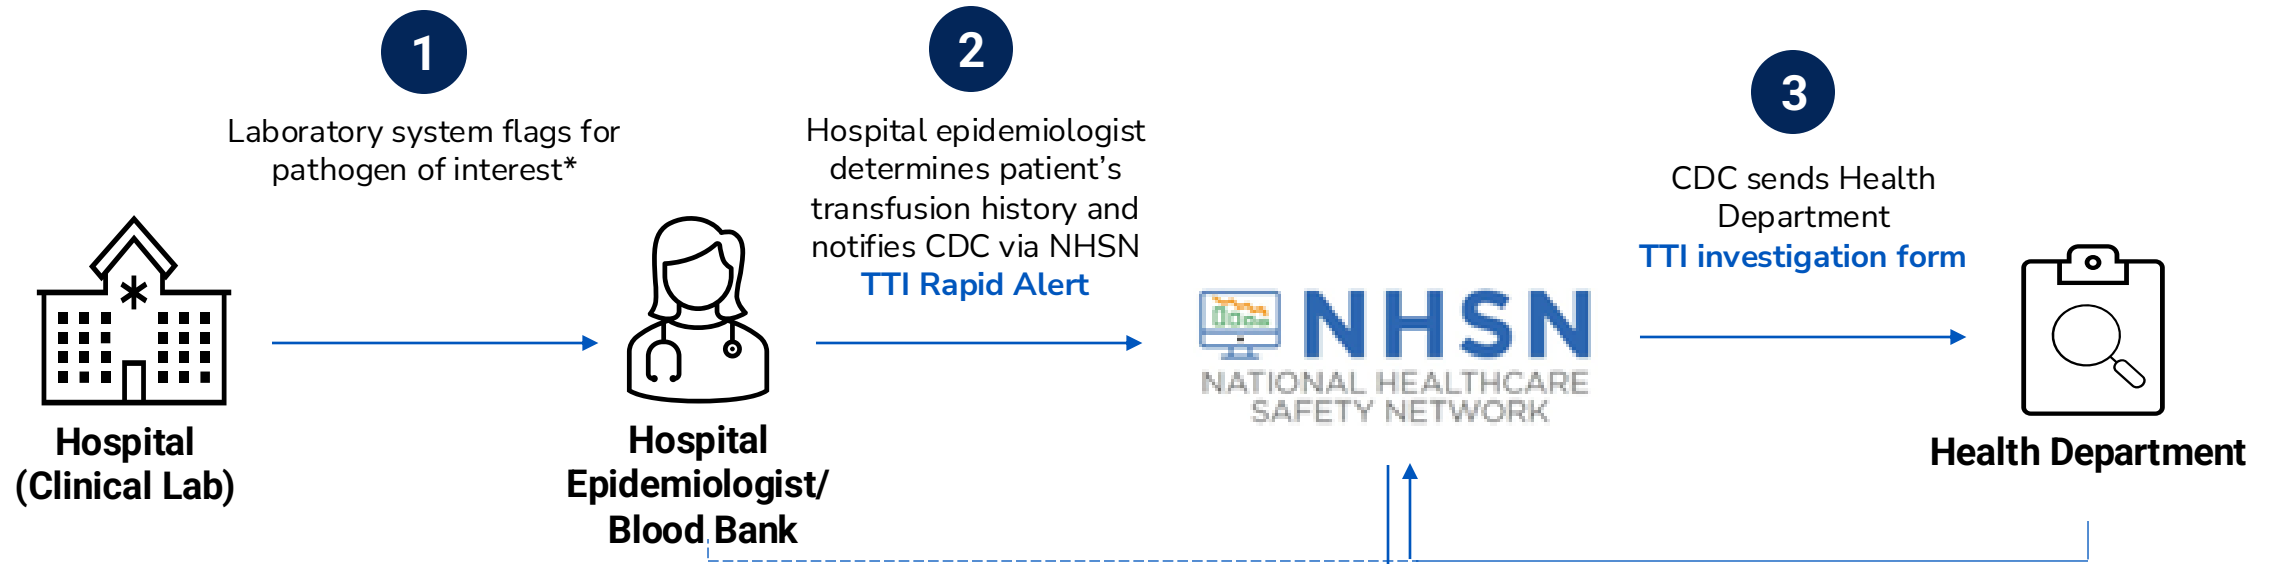 1
Laboratory system flags for
pathogen of interest*
2
Hospital epidemiologist
determines patient's
transfusion history and
notifies CDC via NHSN
TTI Rapid Alert
3
CDC sends Health
Department
TTI investigation form
Hospital
(Clinical Lab)
Hospital
Epidemiologist/
Blood Bank
NHSN
NATIONAL HEALTHCARE
SAFETY NETWORK
Health Department